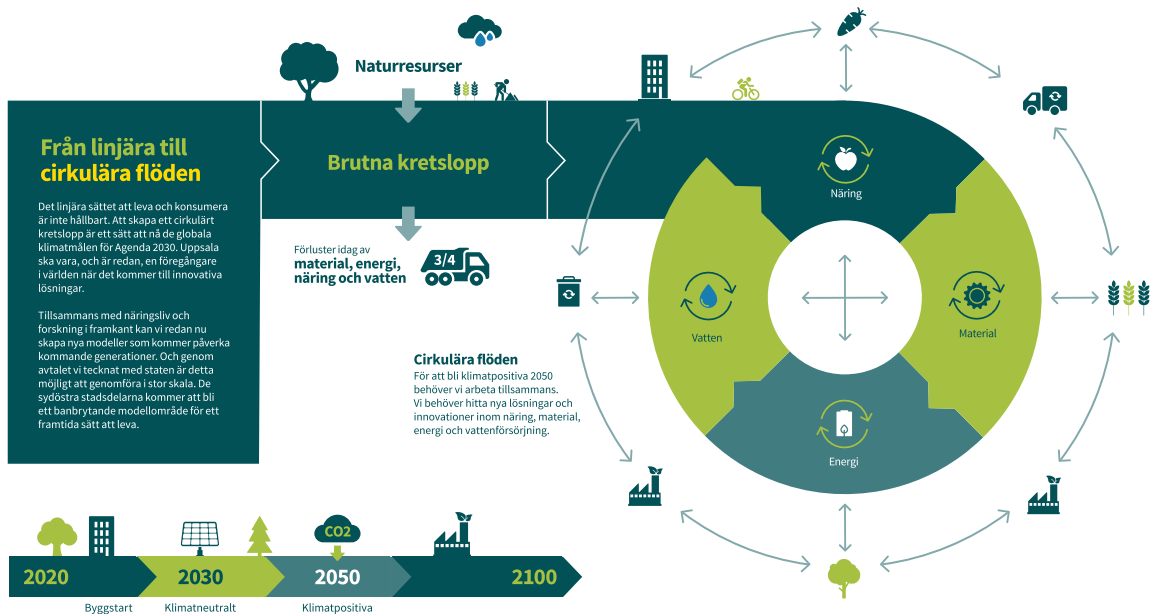 Naturresurser
Från linjära till
cirkulära flöden
Det linjära sättet att leva och konsumera
är inte hållbart. Att skapa ett cirkulärt
kretslopp är ett sätt att nå de globala
klimatmålen för Agenda 2030. Uppsala
ska vara, och är redan, en föregångare
i världen när det kommer till innovativa
lösningar.
Tillsammans med näringsliv och
forskning i framkant kan vi redan nu
skapa nya modeller som kommer påverka
kommande generationer. Och genom
avtalet vi tecknat med staten är detta
möjligt att genomföra i stor skala. De
sydöstra stadsdelarna kommer att bli
ett banbrytande modellområde för ett
framtida sätt att leva.
Brutna kretslopp
Förluster idag av
material, energi,
näring och vatten
3/4
Cirkulära flöden
För att bli klimatpositiva 2050
behöver vi arbeta tillsammans.
Vi behöver hitta nya lösningar och
innovationer inom näring, material,
energi och vattenförsörjning.
Näring
Vatten
Material
Energi
CO2
2020
2030
2050
2100
Byggstart
Klimatneutralt
Klimatpositiva